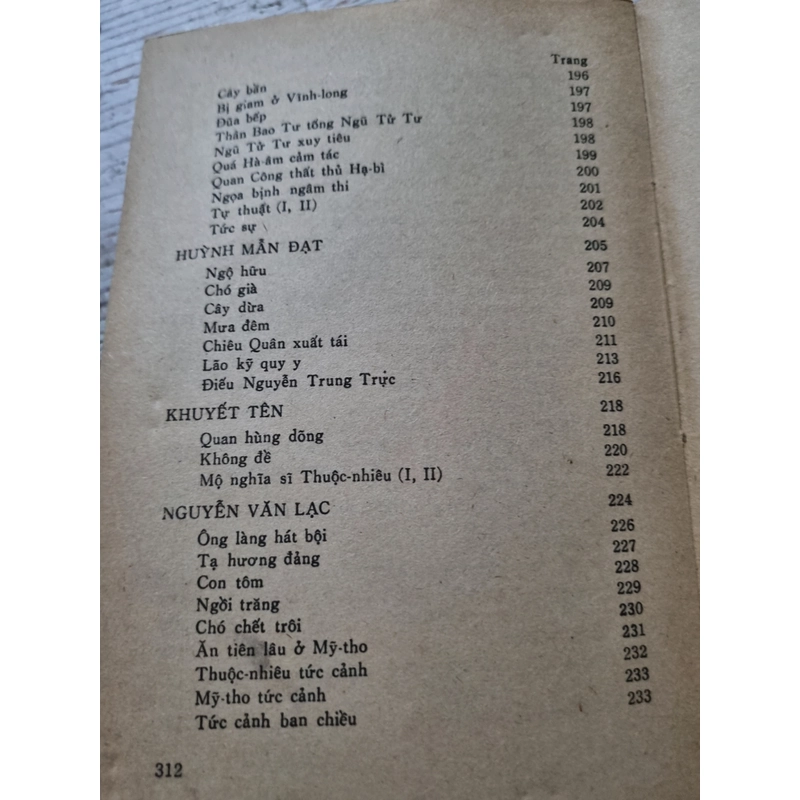 Trang
Cây bần 196
Bị giam ở Vĩnh-long 197
Đũa bếp 197
Thân Bao Tư tống Ngũ Tử Tư 198
Ngũ Tử Tư xuy tiêu 198
Quá Hà-âm cảm tác 199
Quan Công thất thủ Hạ-bì 200
Ngọa bịnh ngâm thi 201
Tự thuật (I, II) 202
Tức sự 204
HUỲNH MẪN ĐẠT 205
Ngộ hữu 207
Chó già 209
Cây dừa 209
Mưa đêm 210
Chiêu Quân xuất tái 211
Lão kỹ quy y 213
Điếu Nguyễn Trung Trực 216
KHUYẾT TÊN 218
Quan hùng dõng 218
Không đề 220
Mộ nghĩa sĩ Thuộc-nhiêu (I, II) 222
NGUYỄN VĂN LẠC 224
Ông làng hát bội 226
Tạ hương đảng 227
Con tôm 228
Ngồi trăng 229
Chó chết trôi 230
Ăn tiên lâu ở Mỹ-tho 231
Thuộc-nhiêu tức cảnh 232
Mỹ-tho tức cảnh 233
Tức cảnh ban chiều 233
312